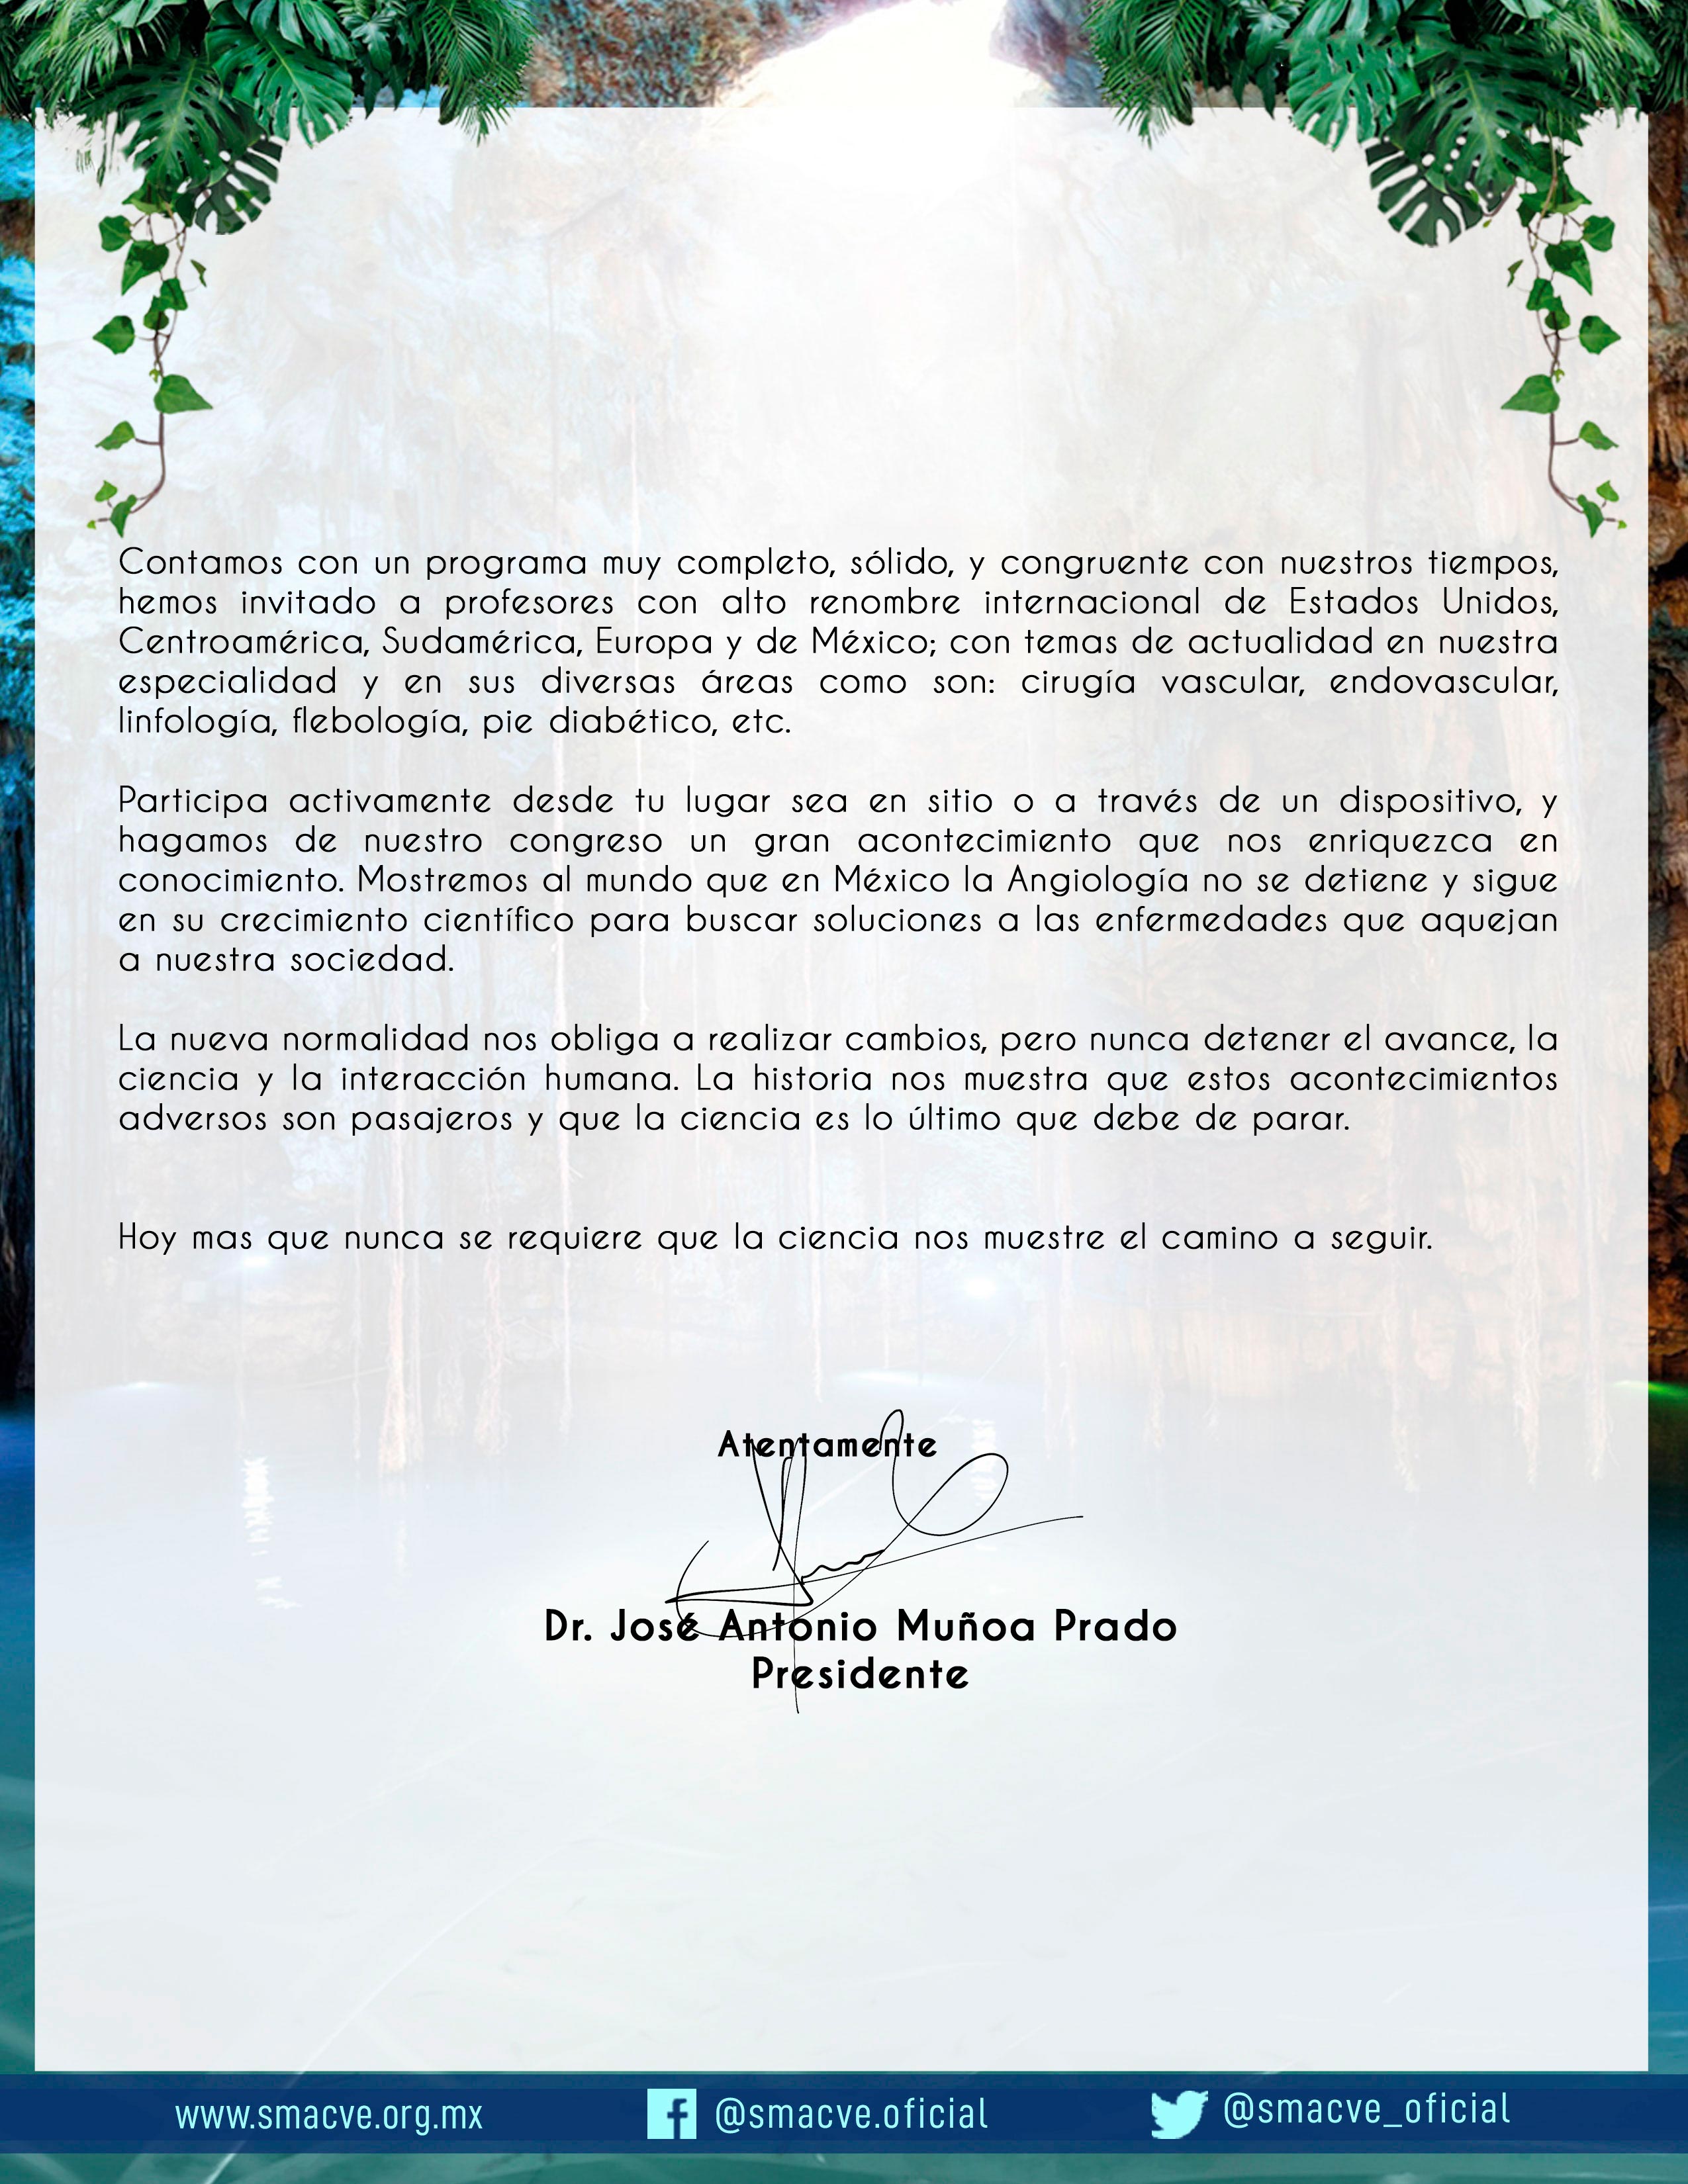 Contamos con un programa muy completo, sólido, y congruente con nuestros tiempos,
hemos invitado a profesores con alto renombre internacional de Estados Unidos,
Centroamérica, Sudamérica, Europa y de México; con temas de actualidad en nuestra
especialidad y en sus diversas áreas como son: cirugía vascular, endovascular,
linfología, flebología, pie diabético, etc.
Participa activamente desde tu lugar sea en sitio o a través de un dispositivo, y
hagamos de nuestro congreso un gran acontecimiento que nos enriquezca en
conocimiento. Mostremos al mundo que en México la Angiología no se detiene y sigue
en su crecimiento científico para buscar soluciones a las enfermedades que aquejan
a nuestra sociedad.
La nueva normalidad nos obliga a realizar cambios, pero nunca detener el avance, la
ciencia y la interacción humana. La historia nos muestra que estos acontecimientos
adversos son pasajeros y que la ciencia es lo último que debe de parar.
Hoy mas que nunca se requiere que la ciencia nos muestre el camino a seguir.
Atentamente
Dr. José Antonio Muñoa Prado
Presidente
www.smacve.org.mx
@smacve.oficial
@smacve_oficial